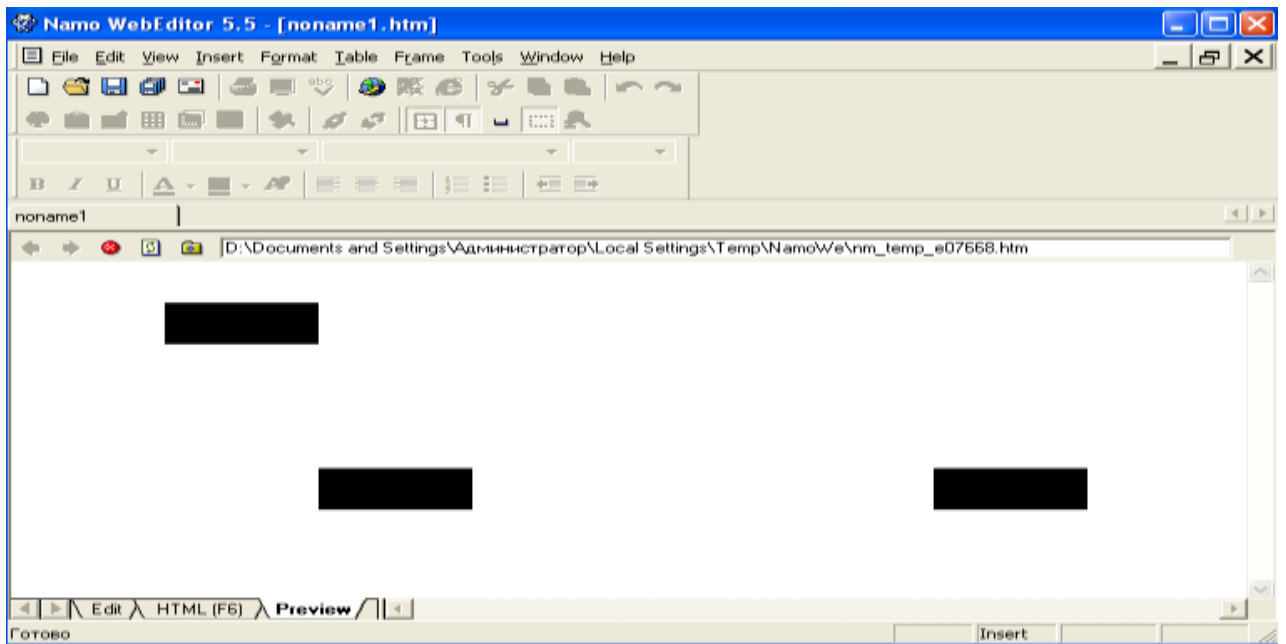 Namo WebEditor 5.5 - [noname1.htm]
File Edit View Insert Format Table Frame Tools Window Help
abc
B I U A
noname1
D:\Documents and Settings\Администратор\Local Settings\Temp\NamoWe\nm_temp_e07668.htm
Edit HTML (F6) Preview
Готово Insert